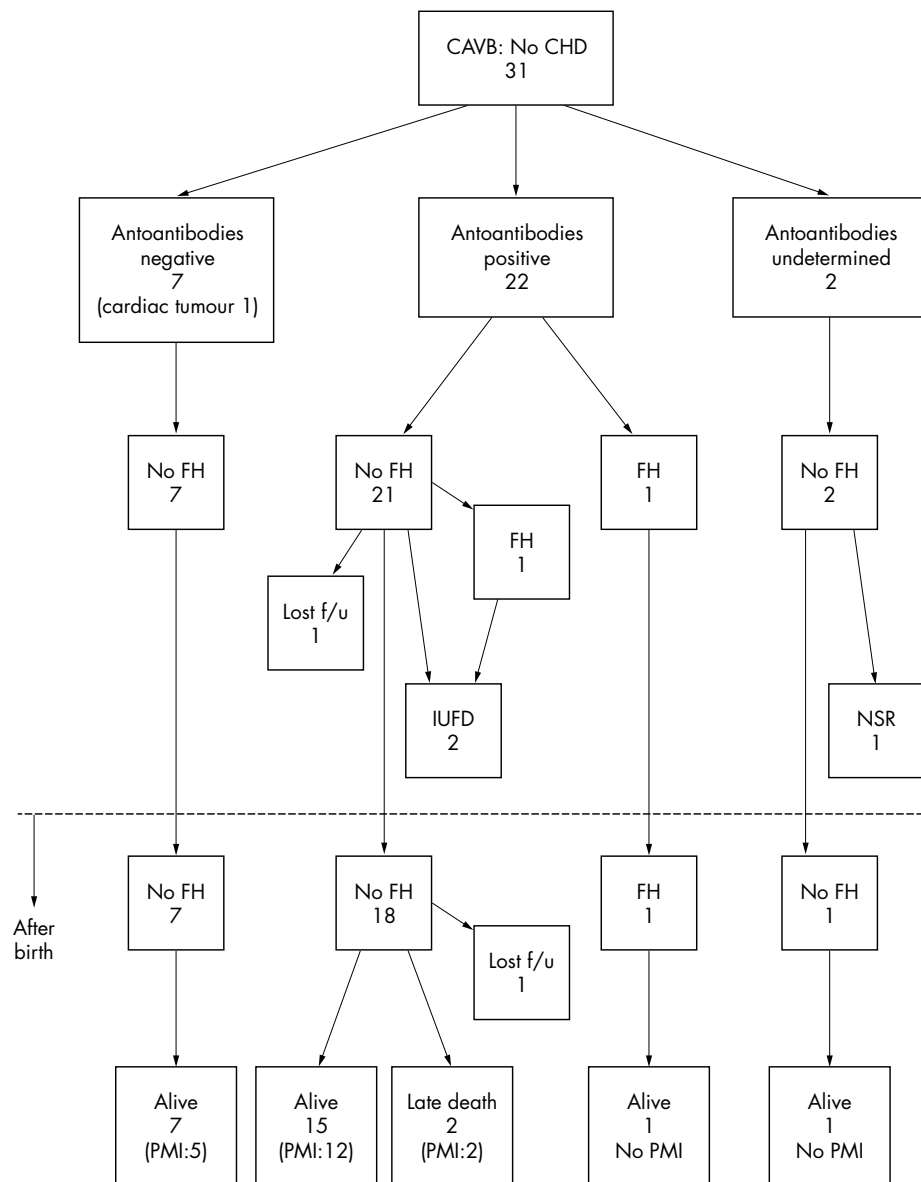 CAVB: No CHD
31
Antoantibodies
negative
7
(cardiac tumour 1)
Antoantibodies
positive
22
Antoantibodies
undetermined
2
No FH
7
No FH
21
FH
1
No FH
2
FH
1
Lost f/u
1
IUFD
2
NSR
1
After
birth
No FH
7
No FH
18
FH
1
No FH
1
Lost f/u
1
Alive
7
(PMI:5)
Alive
15
(PMI:12)
Late death
2
(PMI:2)
Alive
1
No PMI
Alive
1
No PMI